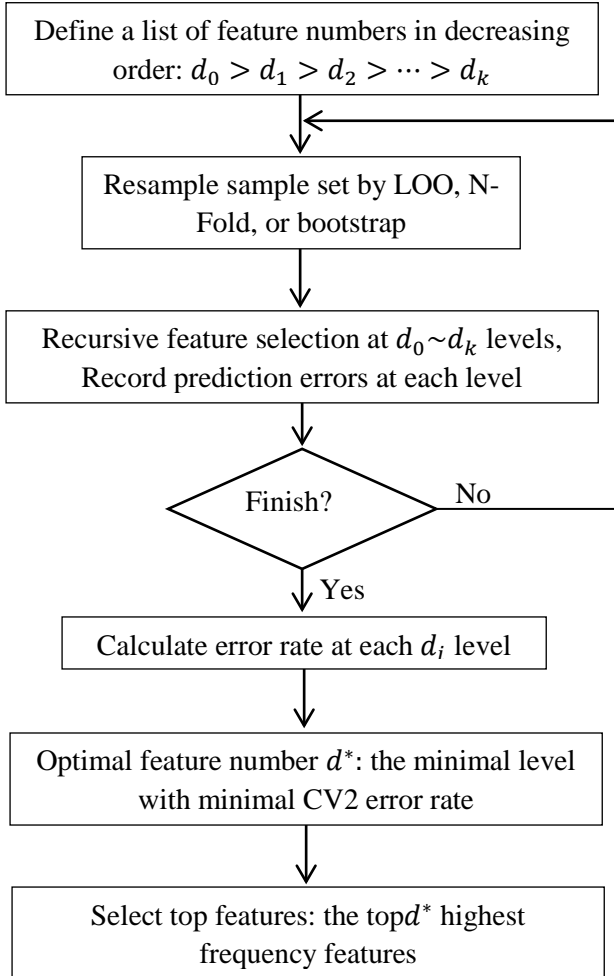 Define a list of feature numbers in decreasing
order: d₀ > d₁ > d₂ > ⋯ > dₖ
Resample sample set by LOO, N-
Fold, or bootstrap
Recursive feature selection at d₀~dₖ levels,
Record prediction errors at each level
Finish?
No
Yes
Calculate error rate at each dᵢ level
Optimal feature number d*: the minimal level
with minimal CV2 error rate
Select top features: the topd* highest
frequency features